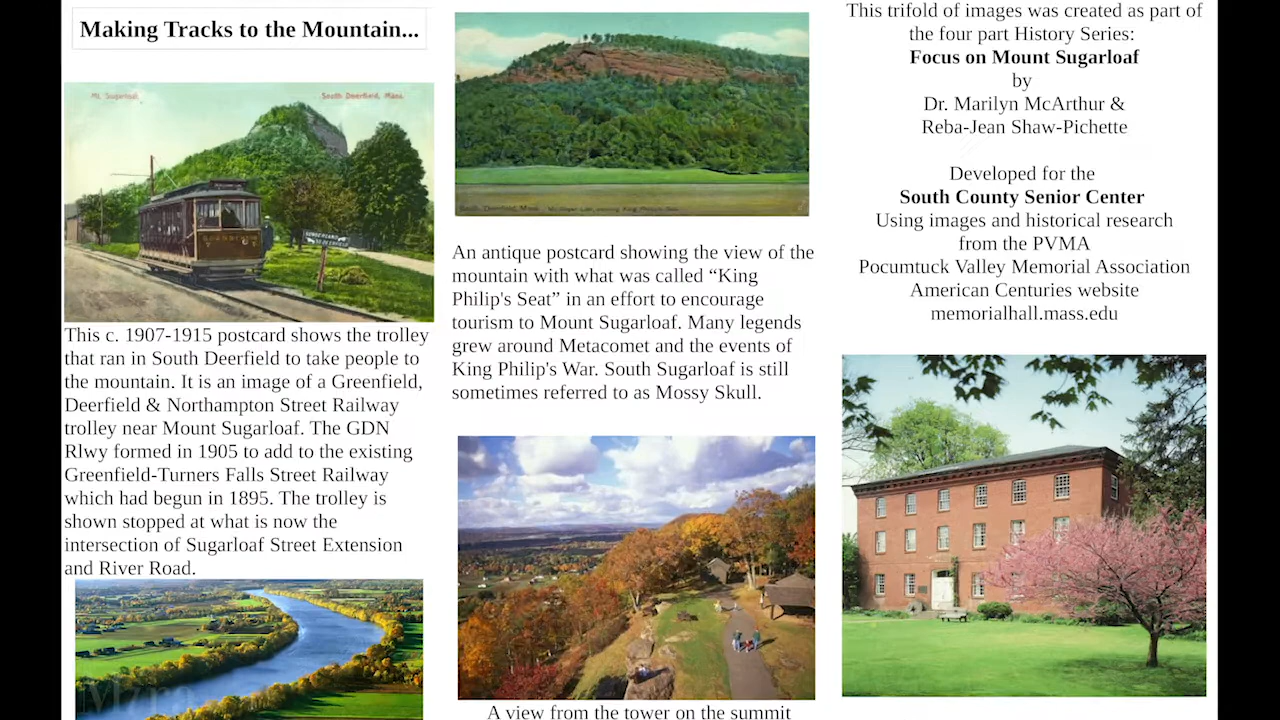 Making Tracks to the Mountain...
Mt. Sugarloaf.
South Deerfield, Mass.
This c. 1907-1915 postcard shows the trolley
that ran in South Deerfield to take people to
the mountain. It is an image of a Greenfield,
Deerfield & Northampton Street Railway
trolley near Mount Sugarloaf. The GDN
Rlwy formed in 1905 to add to the existing
Greenfield-Turners Falls Street Railway
which had begun in 1895. The trolley is
shown stopped at what is now the
intersection of Sugarloaf Street Extension
and River Road.
South Deerfield, Mass.
An antique postcard showing the view of the
mountain with what was called “King
Philip's Seat” in an effort to encourage
tourism to Mount Sugarloaf. Many legends
grew around Metacomet and the events of
King Philip's War. South Sugarloaf is still
sometimes referred to as Mossy Skull.
A view from the tower on the summit
This trifold of images was created as part of
the four part History Series:
Focus on Mount Sugarloaf
by
Dr. Marilyn McArthur &
Reba-Jean Shaw-Pichette
Developed for the
South County Senior Center
Using images and historical research
from the PVMA
Pocumtuck Valley Memorial Association
American Centuries website
memorialhall.mass.edu